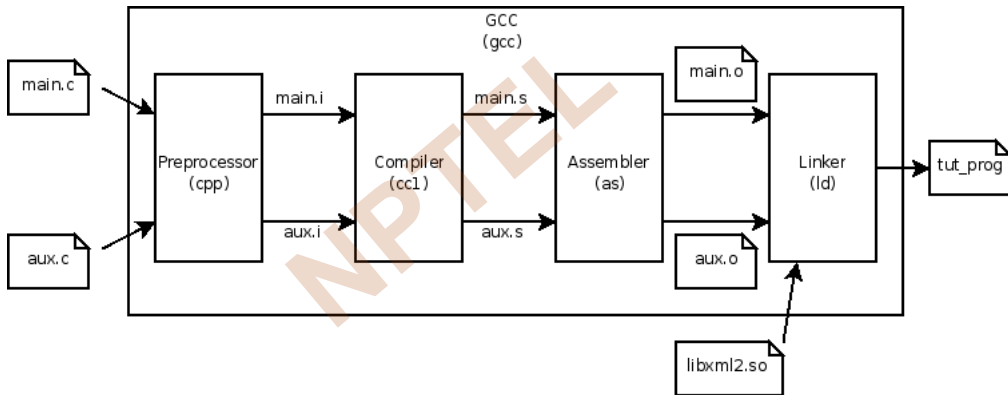 GCC
(gcc)
main.c
main.o
main.i
main.s
Preprocessor
(cpp)
Compiler
(cc1)
Assembler
(as)
Linker
(ld)
tut_prog
aux.c
aux.i
aux.s
aux.o
libxml2.so
NPTEL